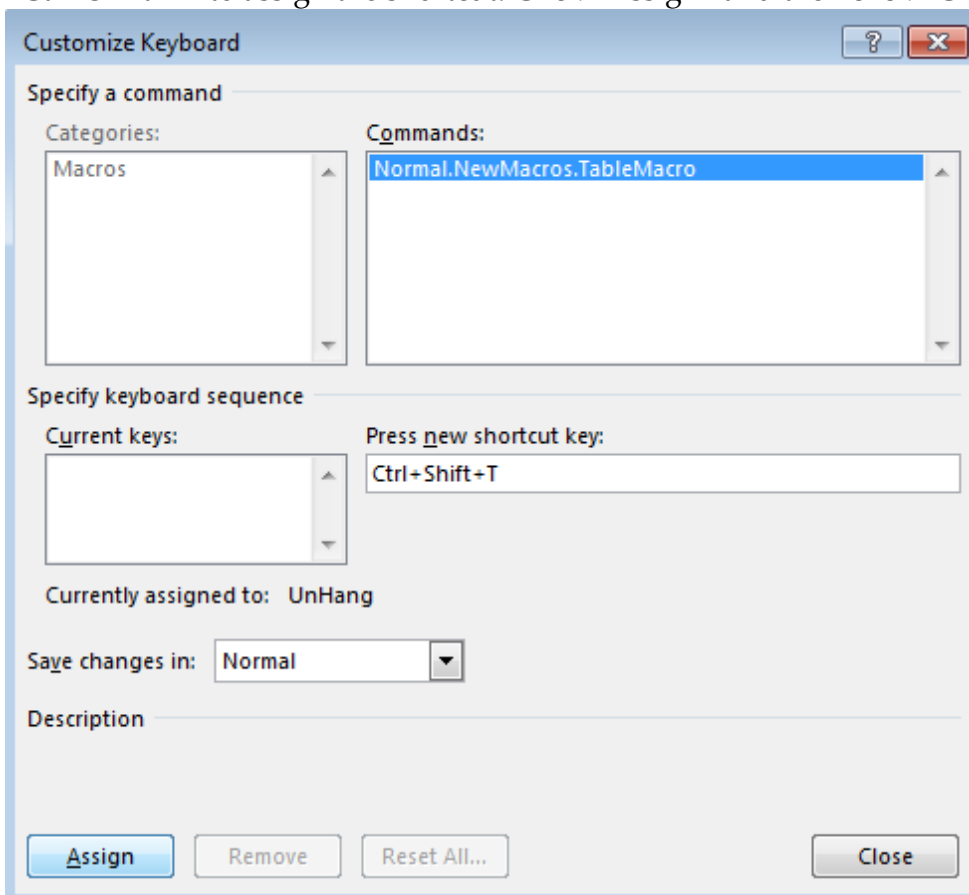 Customize Keyboard
Specify a command
Categories:
Commands:
Macros
Normal.NewMacros.TableMacro
Specify keyboard sequence
Current keys:
Press new shortcut key:
Ctrl+Shift+T
Currently assigned to: UnHang
Save changes in: Normal
Description
Assign Remove Reset All... Close